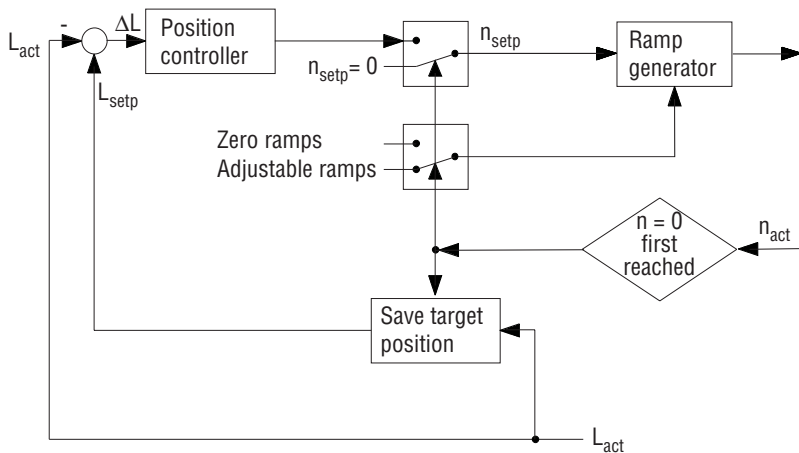 -
ΔL
Position
controller
L_act
n_setp = 0
n_setp
Ramp
generator
L_setp
Zero ramps
Adjustable ramps
n = 0
first
reached
n_act
Save target
position
L_act